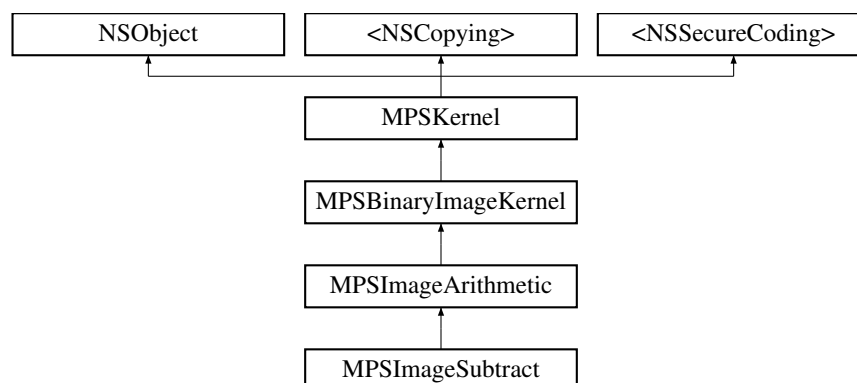 NSObject
<NSCopying>
<NSSecureCoding>
MPSKernel
MPSBinaryImageKernel
MPSImageArithmetic
MPSImageSubtract